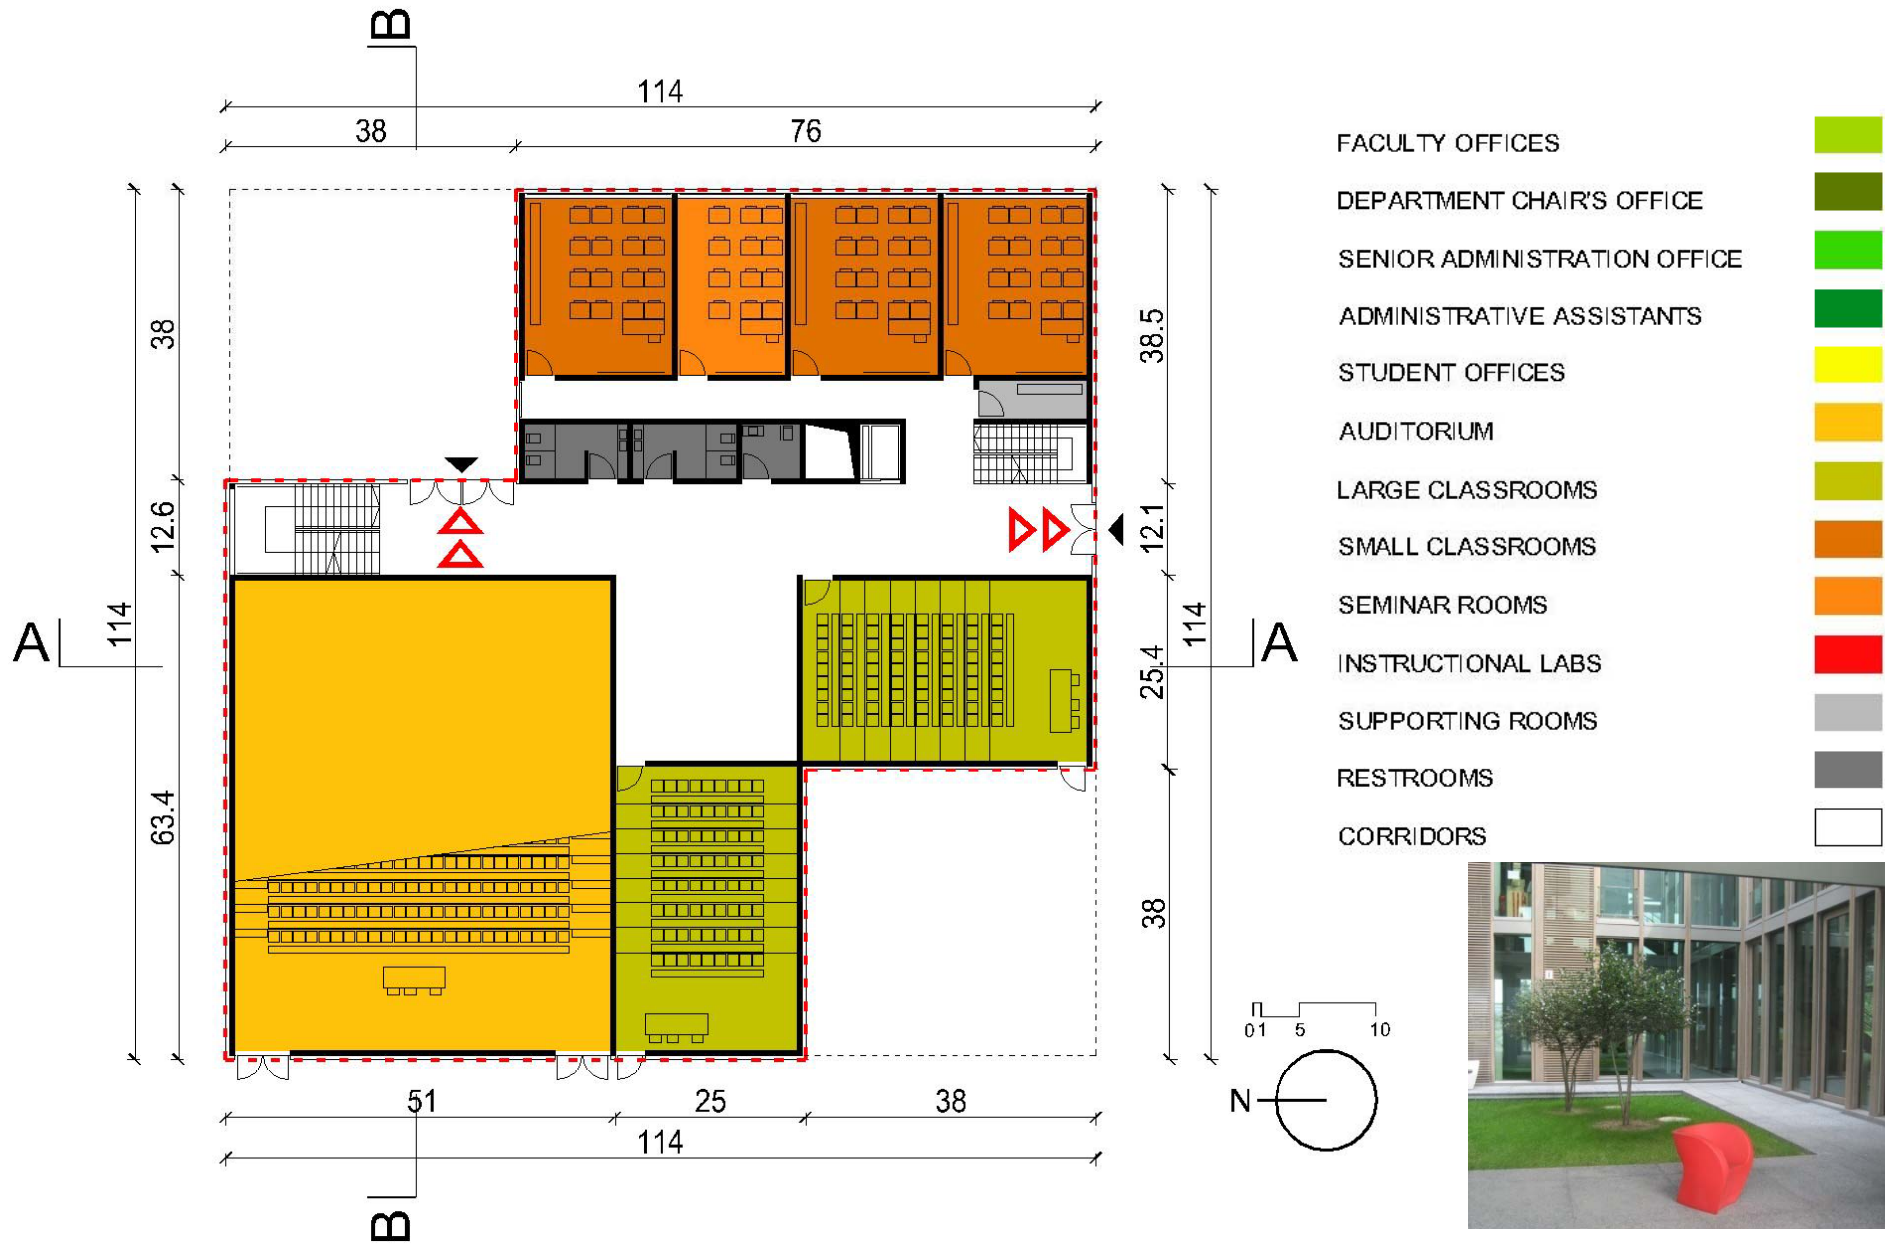 B
114
38
76
FACULTY OFFICES
DEPARTMENT CHAIR'S OFFICE
SENIOR ADMINISTRATION OFFICE
ADMINISTRATIVE ASSISTANTS
STUDENT OFFICES
AUDITORIUM
LARGE CLASSROOMS
SMALL CLASSROOMS
SEMINAR ROOMS
INSTRUCTIONAL LABS
SUPPORTING ROOMS
RESTROOMS
CORRIDORS
38
12.6
114
63.4
38.5
12.1
114
25.4
38
A
A
0 1 5 10
N
51
25
38
114
B